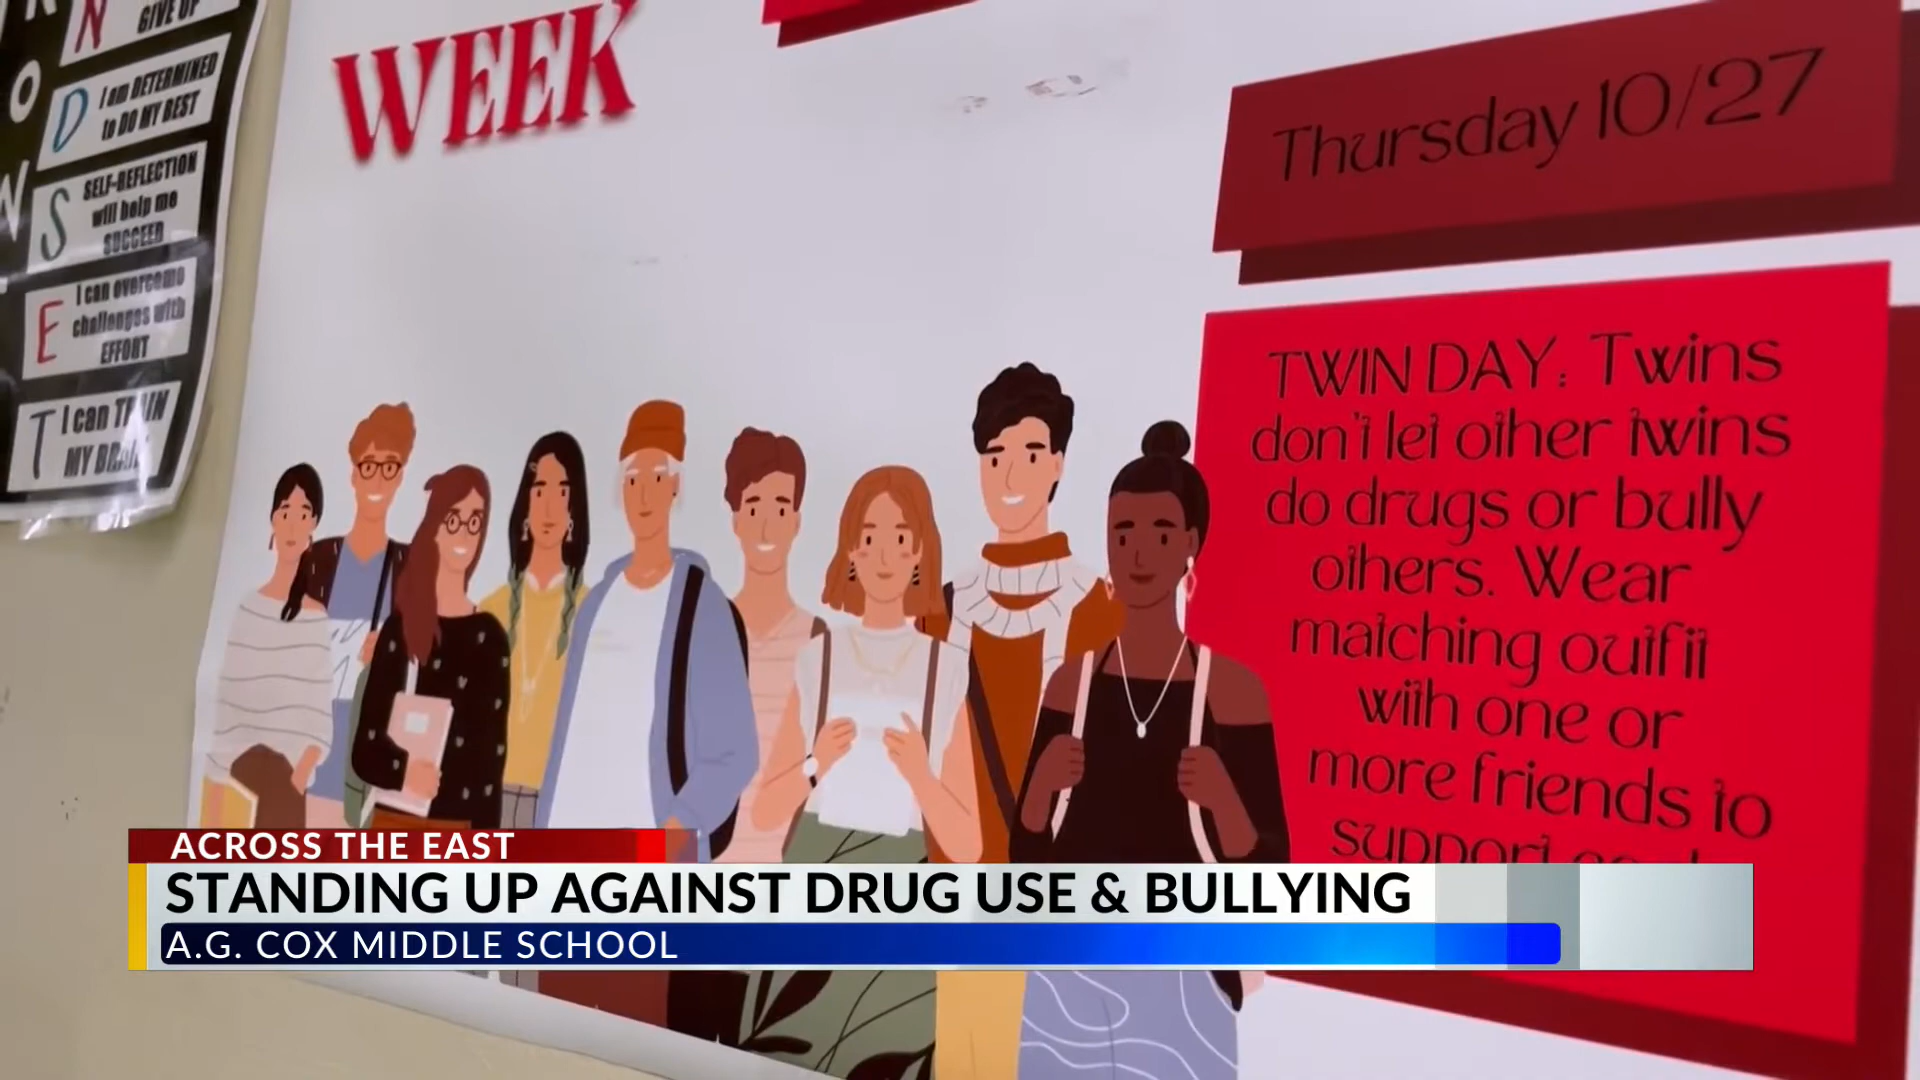 GIVE UP
D I am DETERMINED
to DO MY BEST
S SELF-REFLECTION
will help me
SUCCEED
E I can overcome
challenges with
EFFORT
T I can TRAIN
MY
WEEK
Thursday 10/27
TWIN DAY: Twins
don't let other twins
do drugs or bully
others. Wear
matching outfit
with one or
more friends to
support
ACROSS THE EAST
STANDING UP AGAINST DRUG USE & BULLYING
A.G. COX MIDDLE SCHOOL